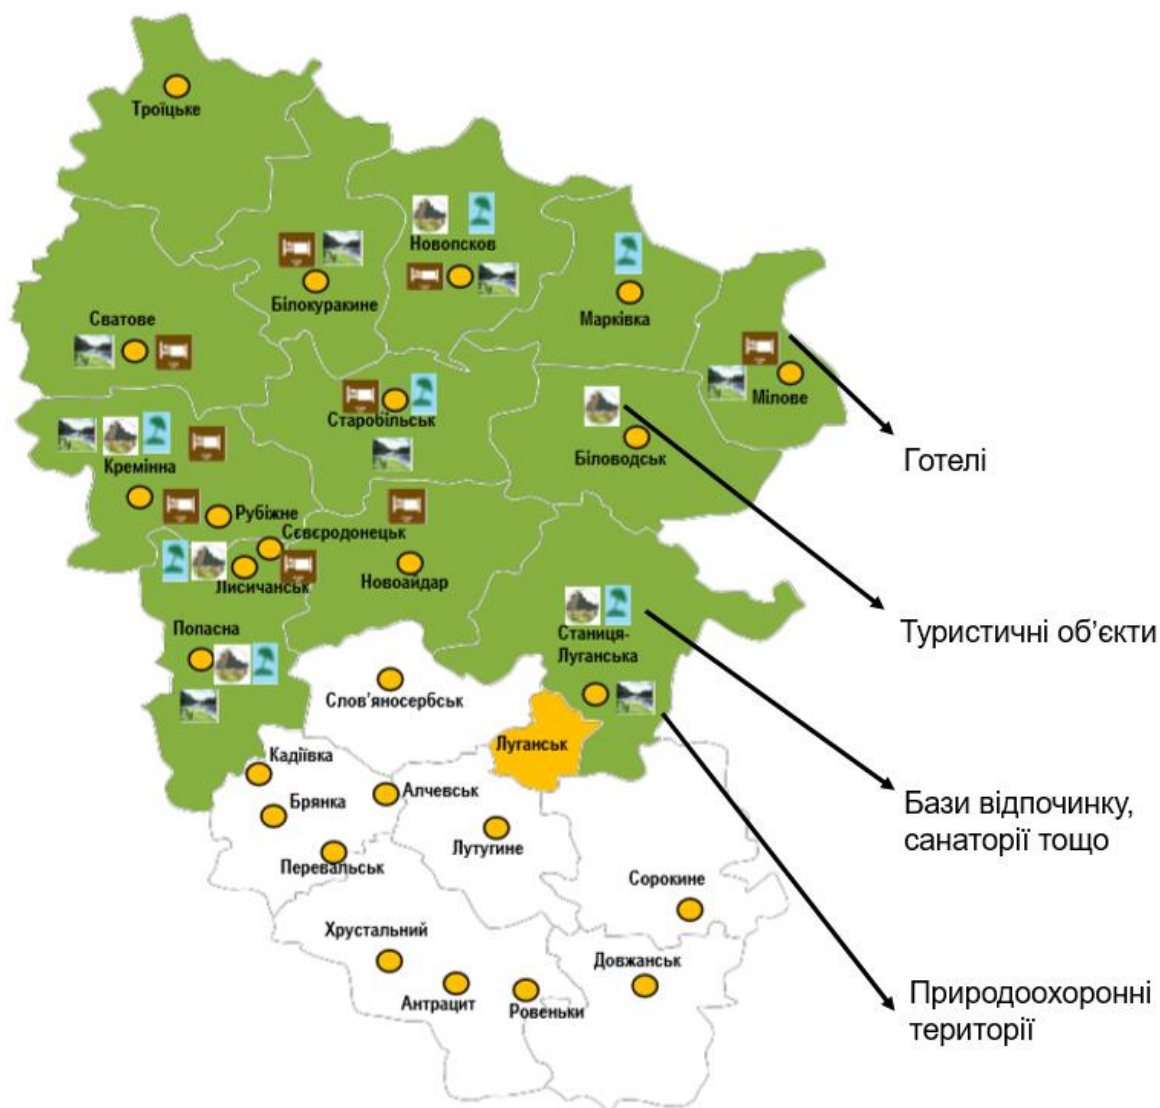 Троїцьке
Новопсков
Білокуракине
Марківка
Сватове
Мілове
Старобільськ
Біловодськ
Готелі
Кремінна
Рубіжне
Сєвєродонецьк
Лисичанськ
Новоайдар
Попасна
Станиця-
Луганська
Туристичні об’єкти
Слов’яносербськ
Луганськ
Кадіївка
Брянка
Алчевськ
Перевальськ
Лутугине
Бази відпочинку,
санаторії тощо
Сорокине
Хрустальний
Довжанськ
Антрацит
Ровеньки
Природоохоронні
території